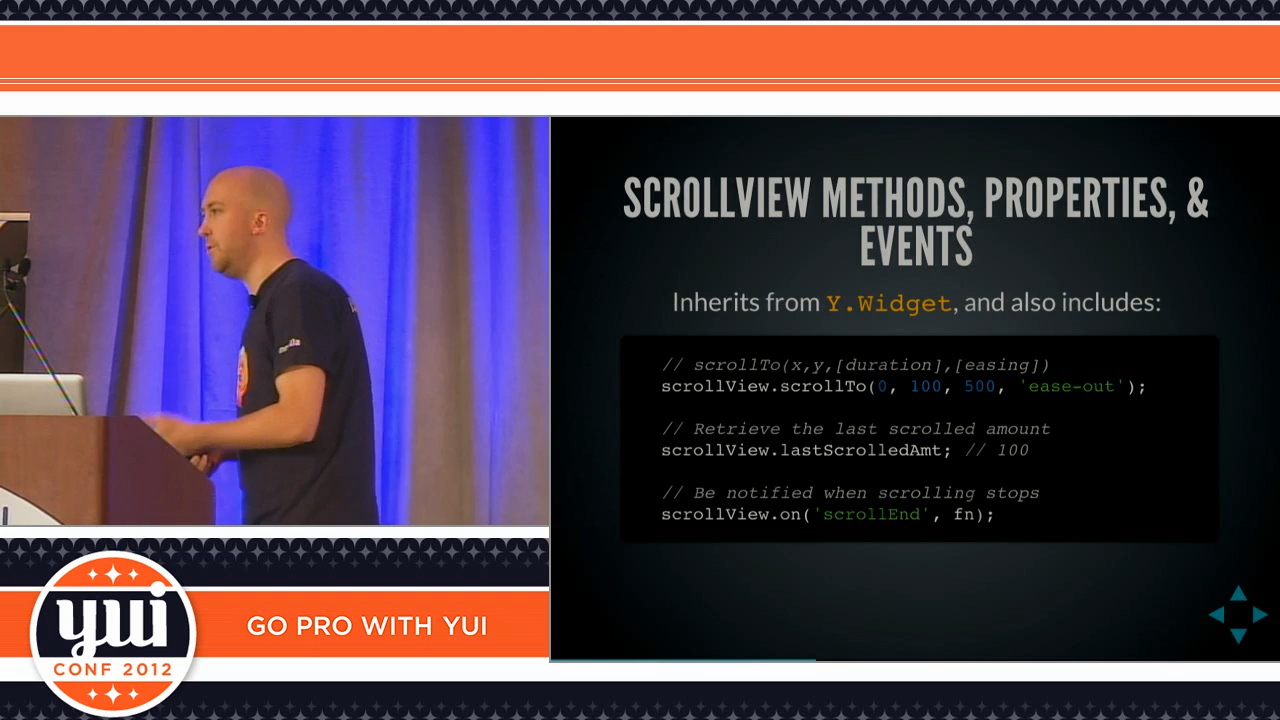 SCROLLVIEW METHODS, PROPERTIES, &
EVENTS
Inherits from Y.Widget, and also includes:
// scrollTo(x,y,[duration],[easing])
scrollView.scrollTo(0, 100, 500, 'ease-out');
// Retrieve the last scrolled amount
scrollView.lastScrolledAmt; // 100
// Be notified when scrolling stops
scrollView.on('scrollEnd', fn);
yui
CONF 2012
GO PRO WITH YUI